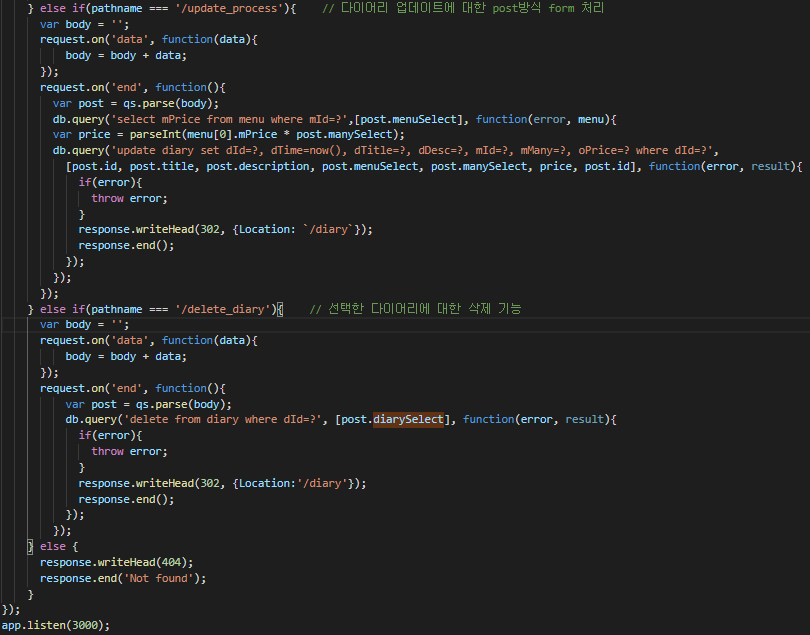 } else if(pathname === '/update_process'){    // 다이어리 업데이트에 대한 post방식 form 처리
var body = '';
request.on('data', function(data){
body = body + data;
});
request.on('end', function(){
var post = qs.parse(body);
db.query('select mPrice from menu where mId=?',[post.menuSelect], function(error, menu){
var price = parseInt(menu[0].mPrice * post.manySelect);
db.query('update diary set dId=?, dTime=now(), dTitle=?, dDesc=?, mId=?, mMany=?, oPrice=? where dId=?',
[post.id, post.title, post.description, post.menuSelect, post.manySelect, price, post.id], function(error, result){
if(error){
throw error;
}
response.writeHead(302, {Location: `/diary`});
response.end();
});
});
});
} else if(pathname === '/delete_diary'){    // 선택한 다이어리에 대한 삭제 기능
var body = '';
request.on('data', function(data){
body = body + data;
});
request.on('end', function(){
var post = qs.parse(body);
db.query('delete from diary where dId=?', [post.diarySelect], function(error, result){
if(error){
throw error;
}
response.writeHead(302, {Location:'/diary'});
response.end();
});
});
} else {
response.writeHead(404);
response.end('Not found');
}
});
app.listen(3000);